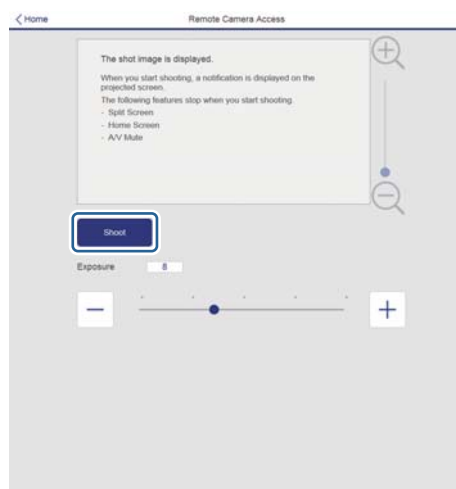 < Home
Remote Camera Access
The shot image is displayed.
When you start shooting, a notification is displayed on the
projected screen.
The following features stop when you start shooting.
- Split Screen
- Home Screen
- A/V Mute
Shoot
Exposure 8